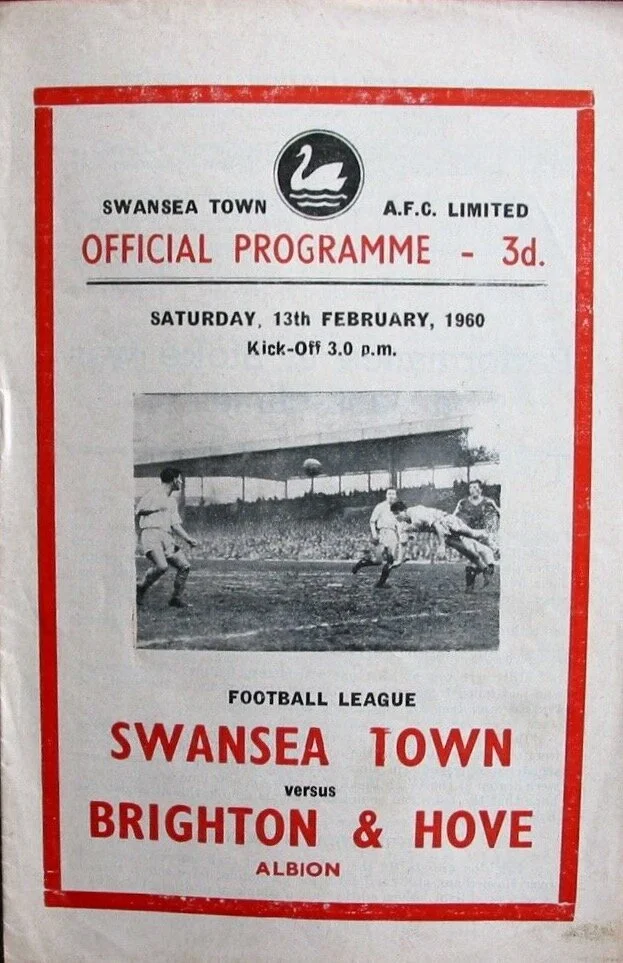 SWANSEA TOWN A.F.C. LIMITED
OFFICIAL PROGRAMME - 3d.
SATURDAY, 13th FEBRUARY, 1960
Kick-Off 3.0 p.m.
FOOTBALL LEAGUE
SWANSEA TOWN
versus
BRIGHTON & HOVE
ALBION